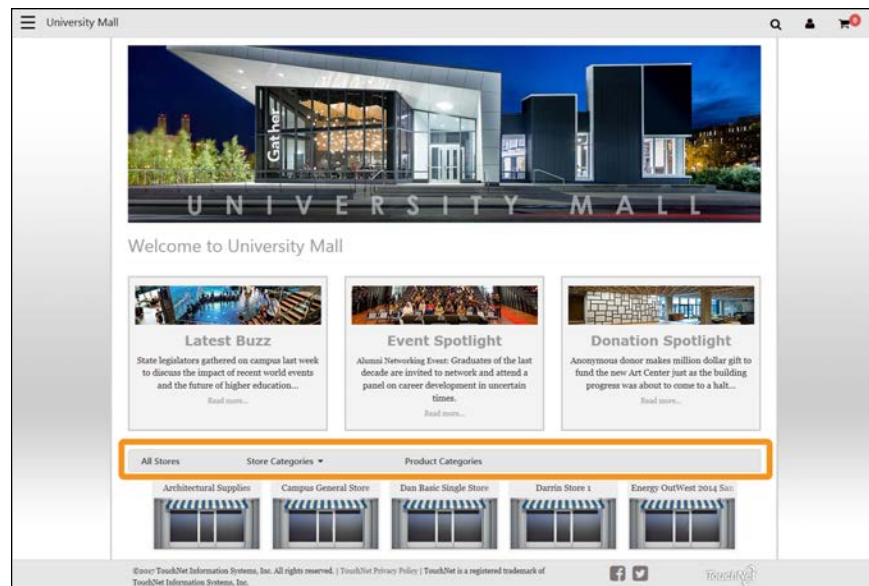 University Mall
0
Gather
UNIVERSITY MALL
Welcome to University Mall
Latest Buzz
State legislators gathered on campus last week
to discuss the impact of recent world events
and the future of higher education...
Read more...
Event Spotlight
Alumni Networking Event: Graduates of the last
decade are invited to network and attend a
panel on career development in uncertain
times.
Read more...
Donation Spotlight
Anonymous donor makes million dollar gift to
fund the new Art Center just as the building
progress was about to come to a halt...
Read more...
All Stores Store Categories Product Categories
Architectural Supplies Campus General Store Dan Basic Single Store Darrin Store 1 Energy OutWest 2014 San
©2017 TouchNet Information Systems, Inc. All rights reserved. | TouchNet Privacy Policy | TouchNet is a registered trademark of
TouchNet Information Systems, Inc.
TouchNet